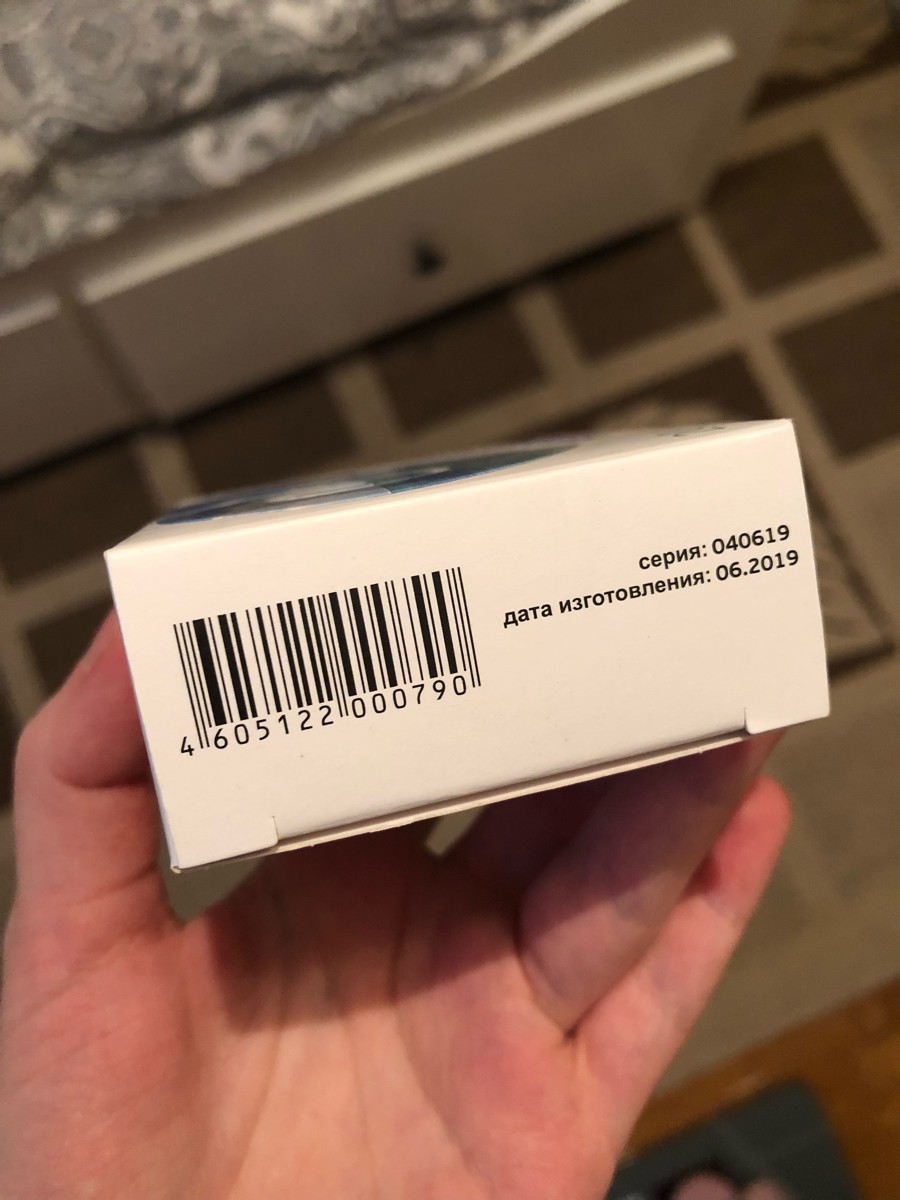 серия: 040619
дата изготовления: 06.2019
4 605122 000790